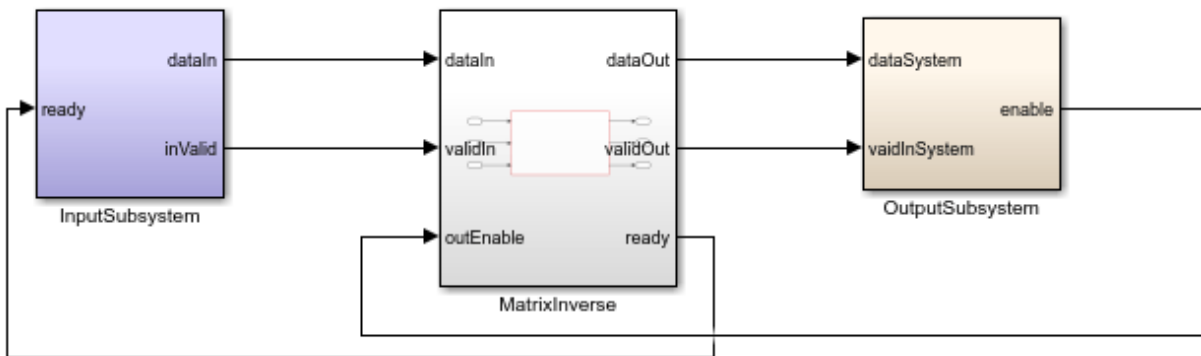 dataIn
ready
inValid
InputSubsystem
dataIn
dataOut
validIn
validOut
outEnable
ready
MatrixInverse
dataSystem
enable
vaidInSystem
OutputSubsystem